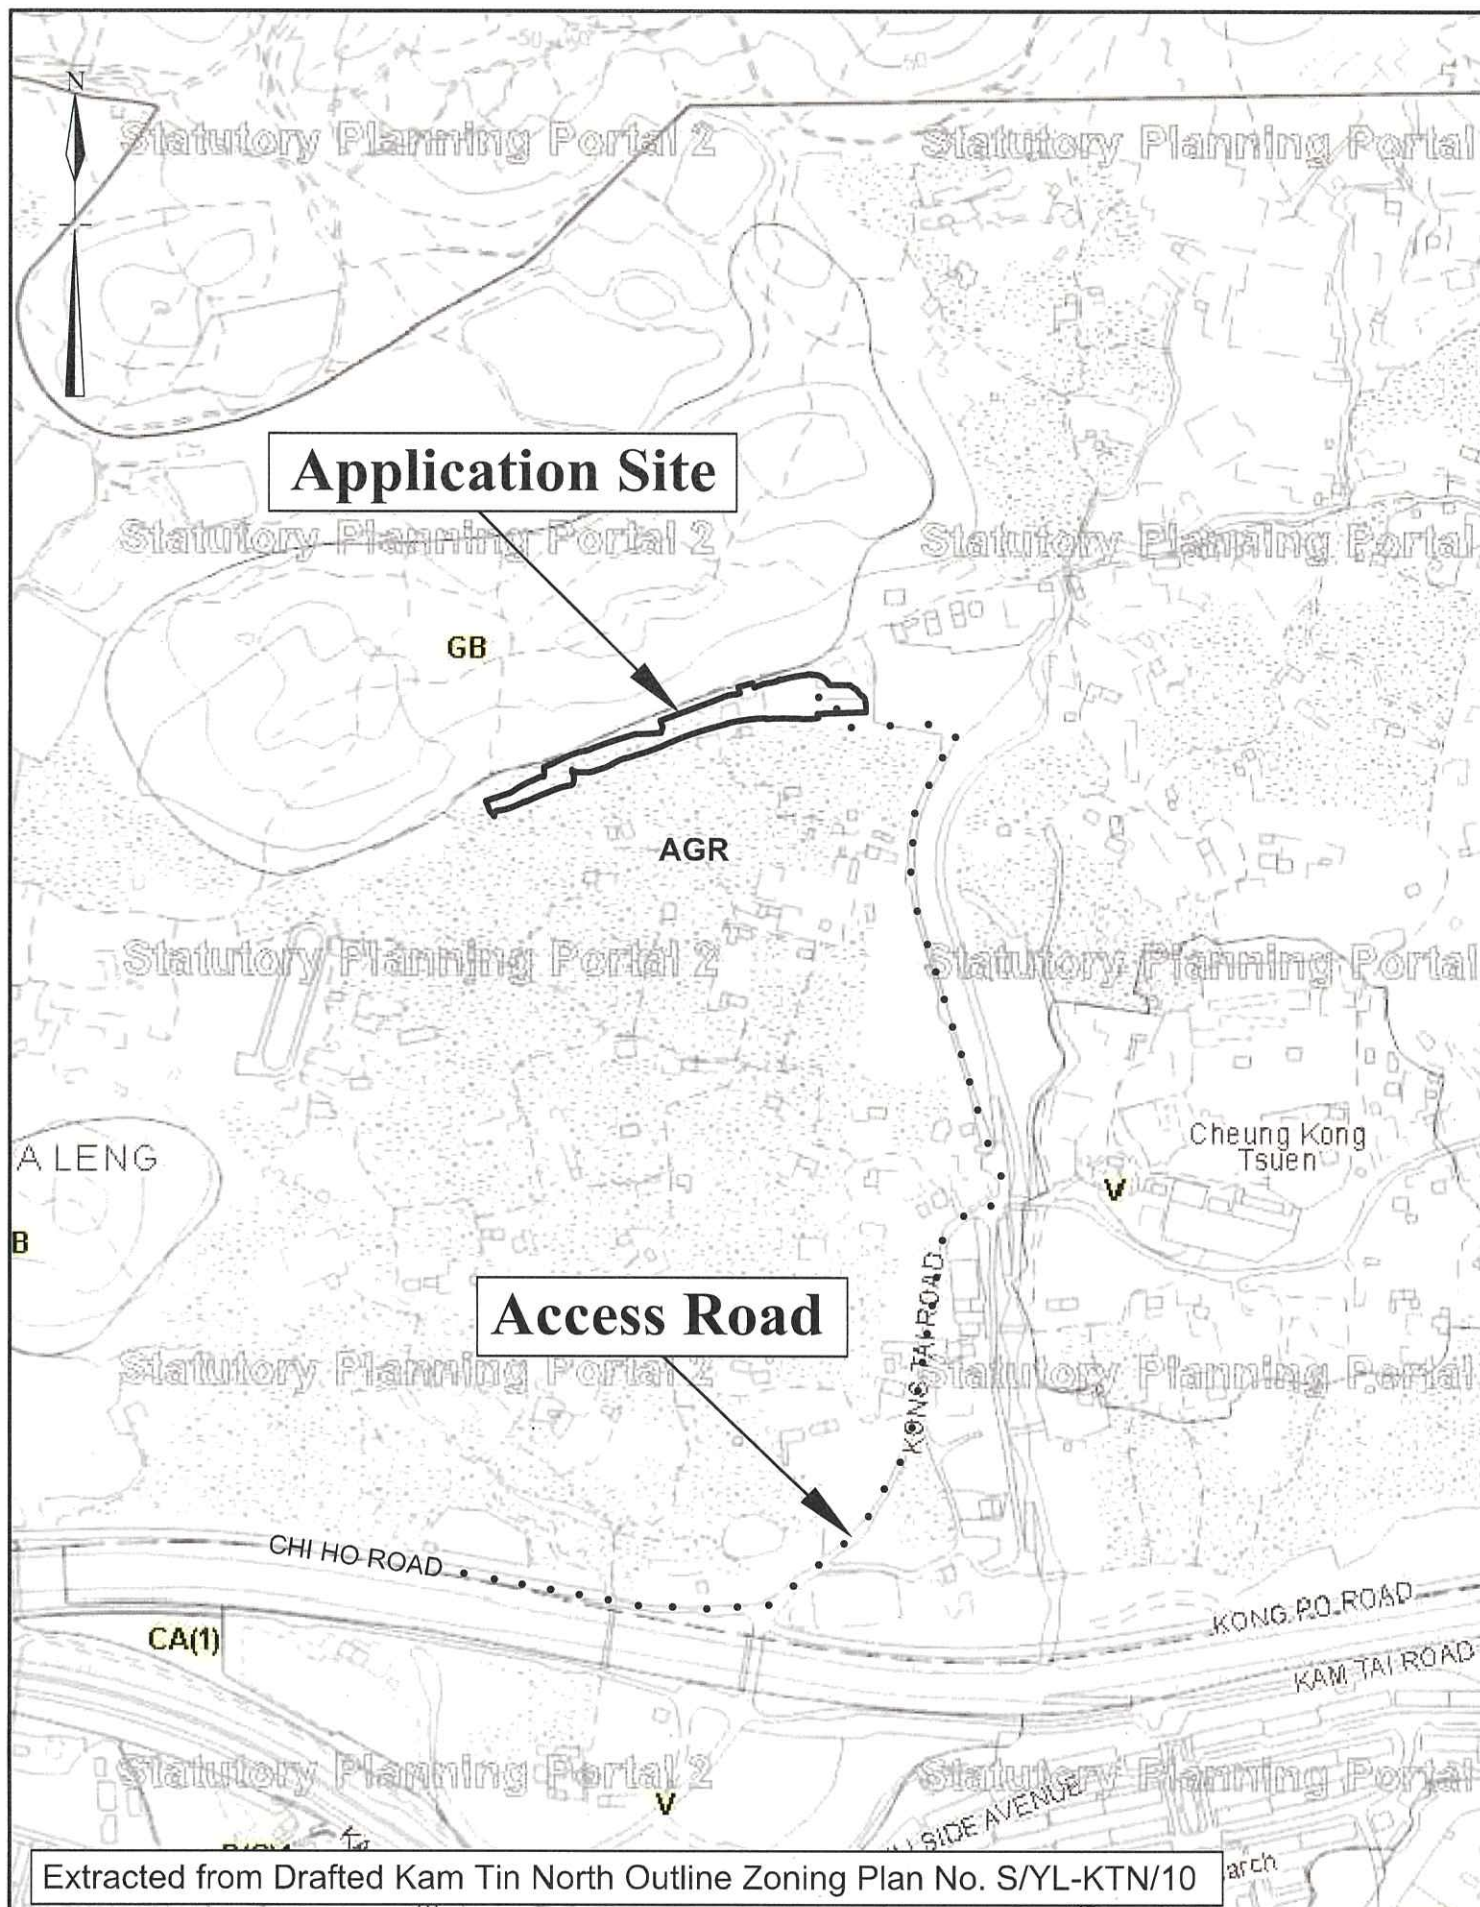 50
50
N
Statutory Planning Portal 2
Statutory Planning Portal
Application Site
Statutory Planning Portal 2
Statutory Planning Portal
GB
AGR
Statutory Planning Portal 2
Statutory Planning Portal
A LENG
Cheung Kong
Tsuen
V
B
Access Road
KONG TAI ROAD
Statutory Planning Portal 2
Statutory Planning Portal
CHI HO ROAD
KONG PO ROAD
CA(1)
KAM TAI ROAD
Statutory Planning Portal 2
Statutory Planning Portal
V
SIDE AVENUE
Extracted from Drafted Kam Tin North Outline Zoning Plan No. S/YL-KTN/10
arch